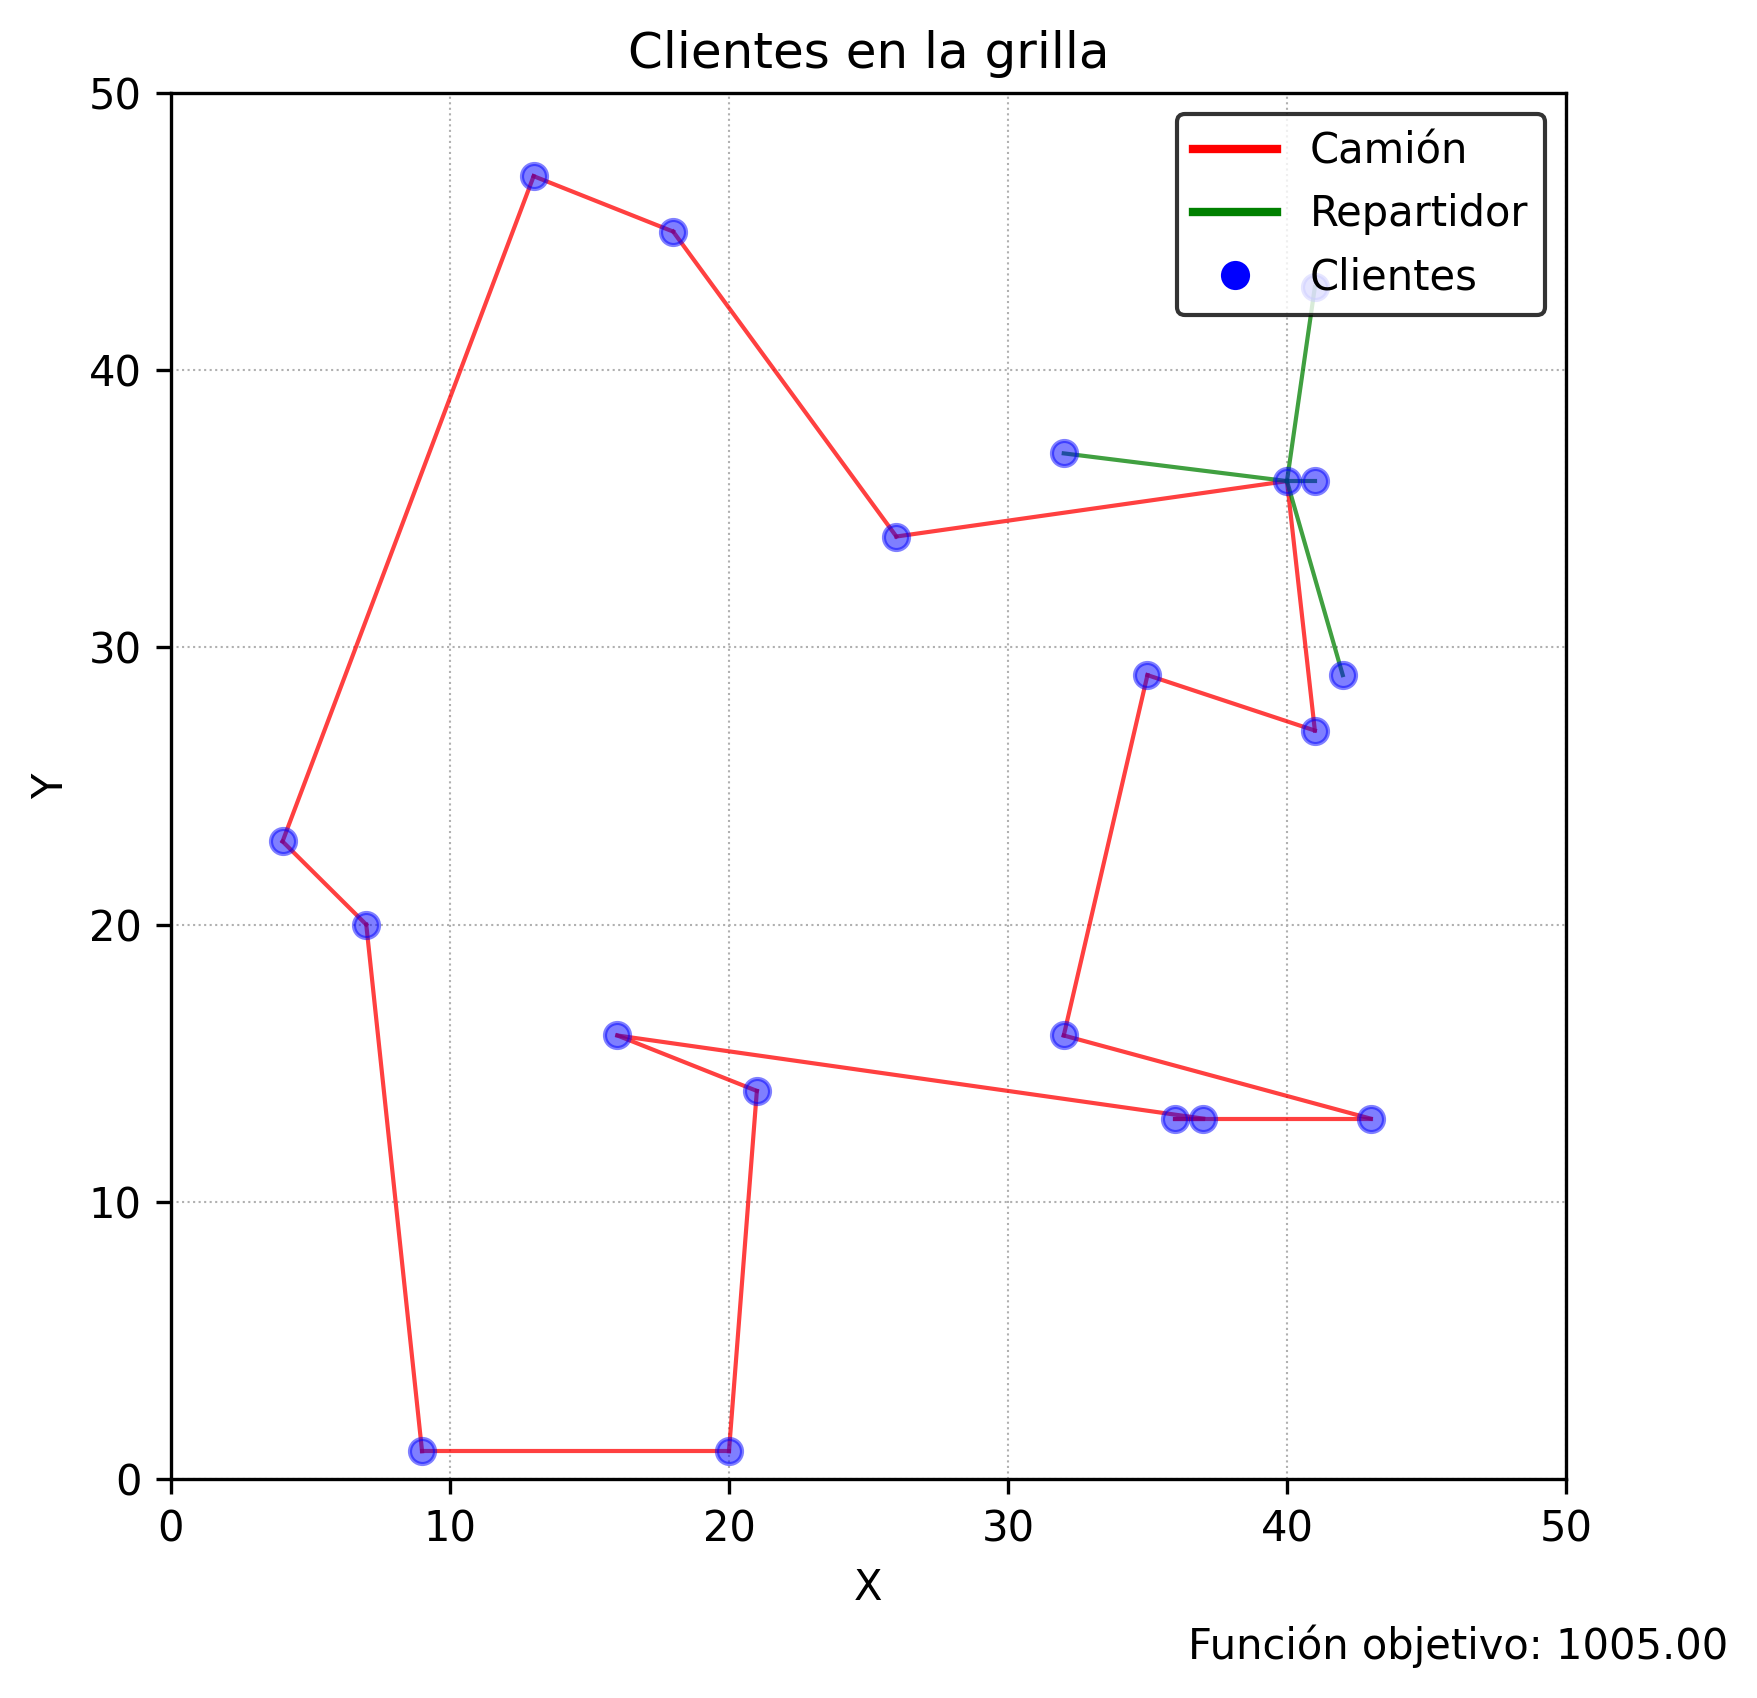 Clientes en la grilla
50
40
30
20
10
0
Y
Camión
Repartidor
Clientes
0 10 20 30 40 50
X
Función objetivo: 1005.00